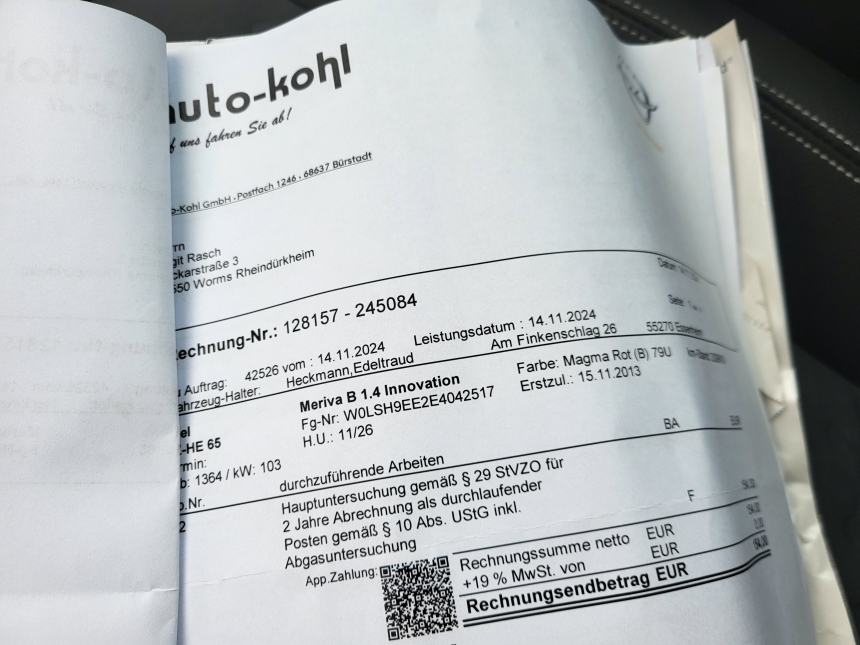 auto-kohl
f uns fahren Sie ab!
o-Kohl GmbH . Postfach 1246 . 68637 Bürstadt
rn
git Rasch
ckarstraße 3
550 Worms Rheindürkheim
Datum
echnung-Nr.: 128157 - 245084
Seite:
u Auftrag: 42526 vom : 14.11.2024 Leistungsdatum : 14.11.2024
ahrzeug-Halter: Heckmann,Edeltraud Am Finkenschlag 26 55270
el Meriva B 1.4 Innovation Farbe: Magma Rot (B) 79U
-HE 65 Fg-Nr: W0LSH9EE2E4042517 Erstzul.: 15.11.2013
rmin: H.U.: 11/26
b: 1364 / kW: 103
.Nr. durchzuführende Arbeiten BA EUR
2 Hauptuntersuchung gemäß § 29 StVZO für
2 Jahre Abrechnung als durchlaufender
Posten gemäß § 10 Abs. UStG inkl.
Abgasuntersuchung F
App.Zahlung:
Rechnungssumme netto EUR
+19 % MwSt. von EUR
Rechnungsendbetrag EUR